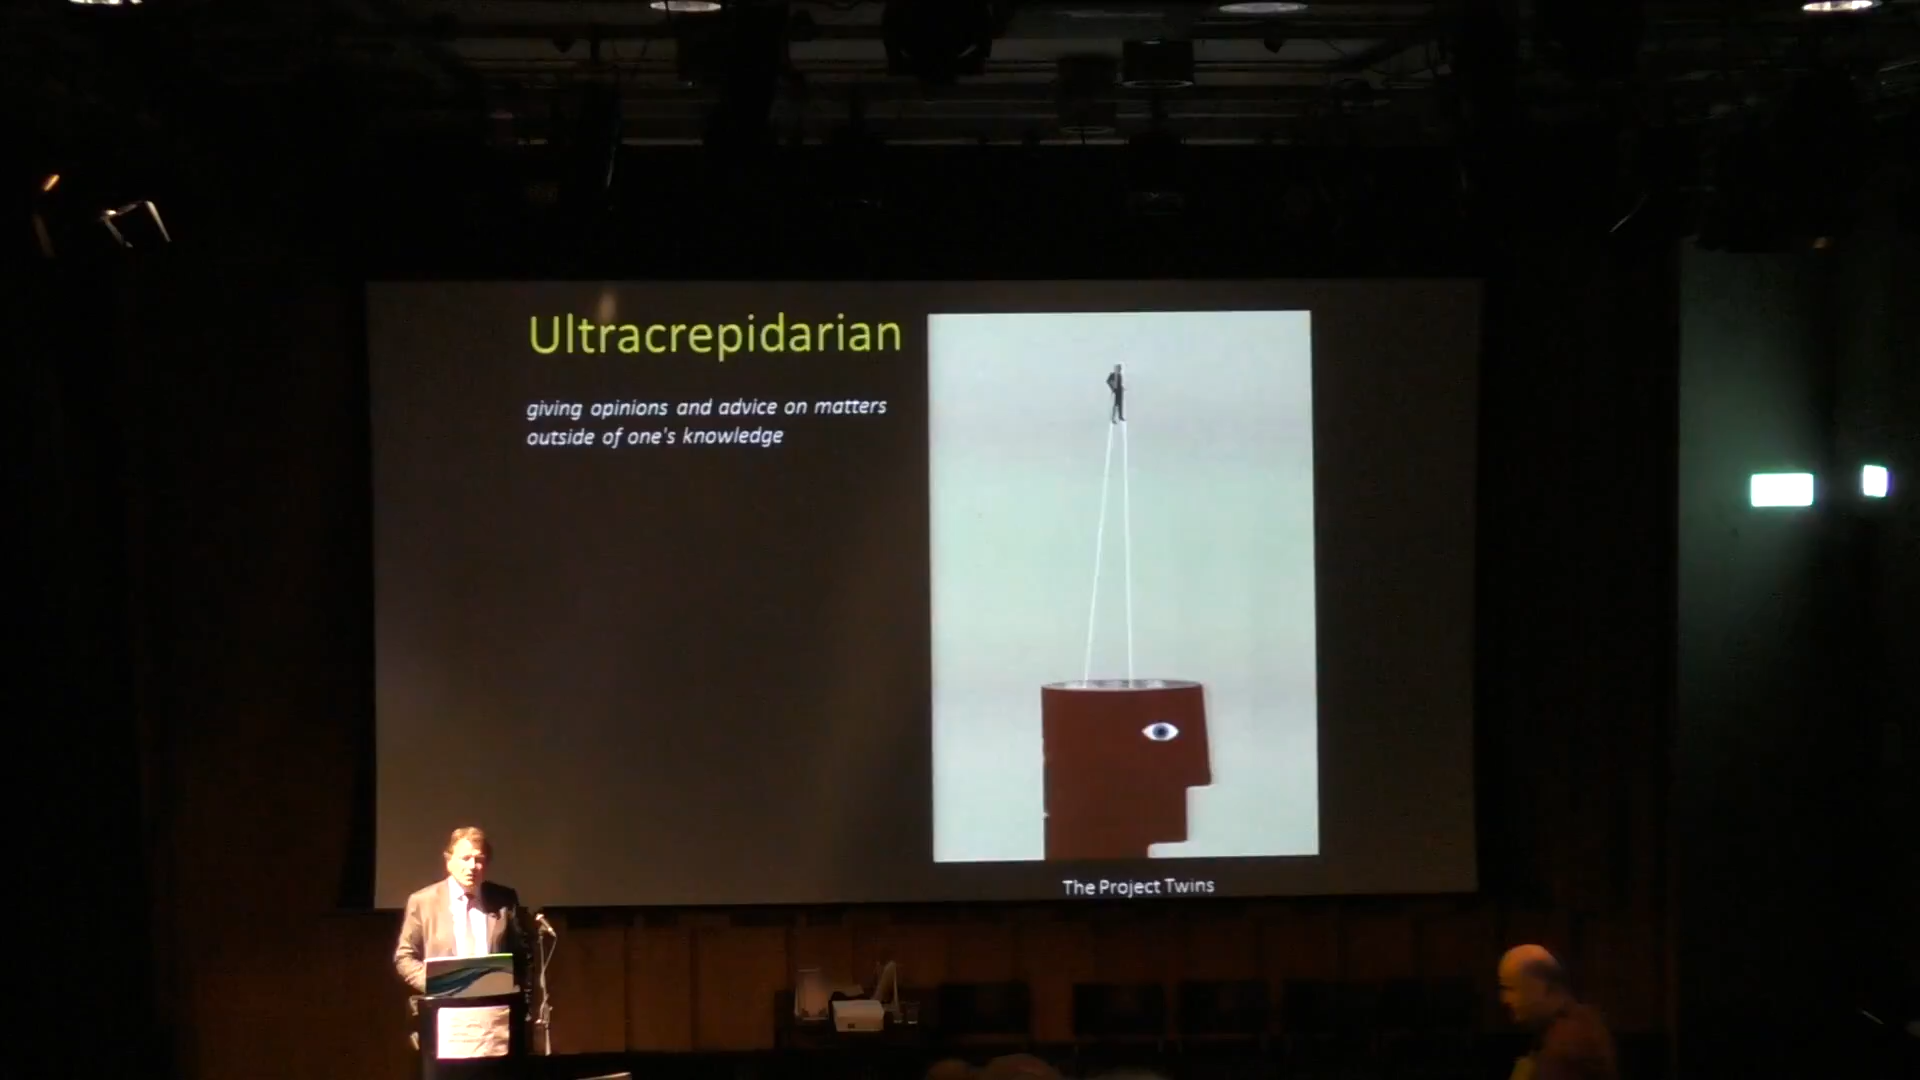 Ultracrepidarian
giving opinions and advice on matters
outside of one's knowledge
The Project Twins